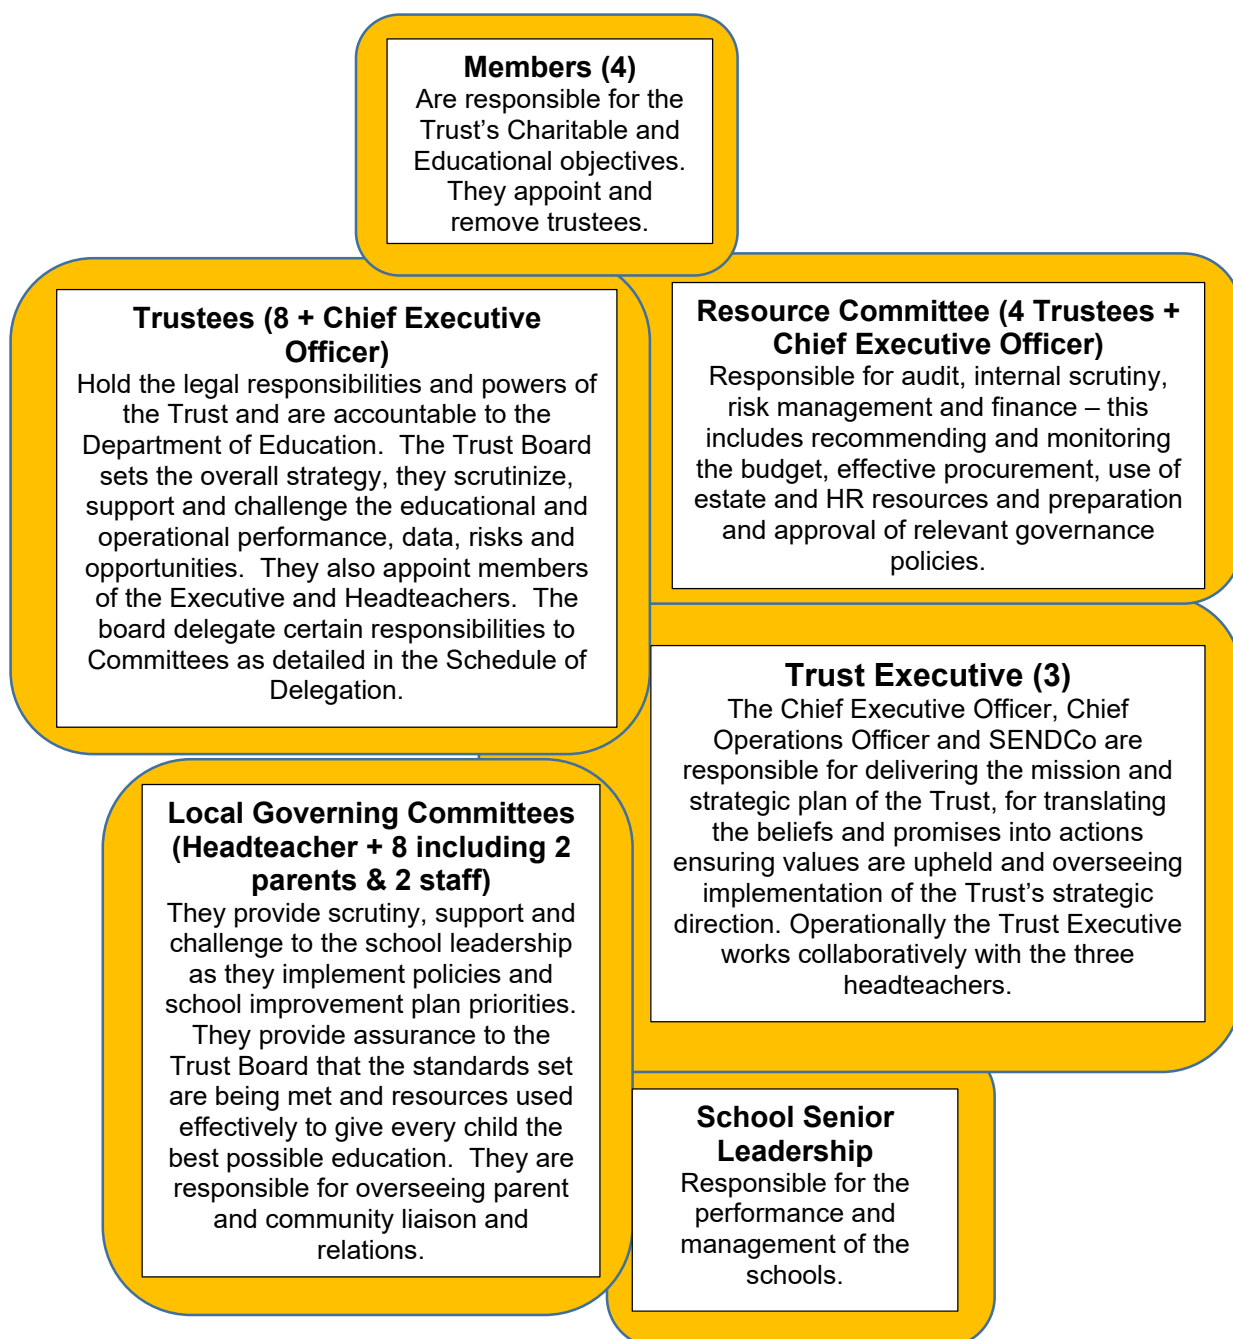 Members (4)
Are responsible for the
Trust’s Charitable and
Educational objectives.
They appoint and
remove trustees.
Trustees (8 + Chief Executive
Officer)
Hold the legal responsibilities and powers of
the Trust and are accountable to the
Department of Education.  The Trust Board
sets the overall strategy, they scrutinize,
support and challenge the educational and
operational performance, data, risks and
opportunities.  They also appoint members
of the Executive and Headteachers.  The
board delegate certain responsibilities to
Committees as detailed in the Schedule of
Delegation.
Resource Committee (4 Trustees +
Chief Executive Officer)
Responsible for audit, internal scrutiny,
risk management and finance – this
includes recommending and monitoring
the budget, effective procurement, use of
estate and HR resources and preparation
and approval of relevant governance
policies.
Trust Executive (3)
The Chief Executive Officer, Chief
Operations Officer and SENDCo are
responsible for delivering the mission and
strategic plan of the Trust, for translating
the beliefs and promises into actions
ensuring values are upheld and overseeing
implementation of the Trust’s strategic
direction. Operationally the Trust Executive
works collaboratively with the three
headteachers.
Local Governing Committees
(Headteacher + 8 including 2
parents & 2 staff)
They provide scrutiny, support and
challenge to the school leadership
as they implement policies and
school improvement plan priorities.
They provide assurance to the
Trust Board that the standards set
are being met and resources used
effectively to give every child the
best possible education.  They are
responsible for overseeing parent
and community liaison and
relations.
School Senior
Leadership
Responsible for the
performance and
management of the
schools.